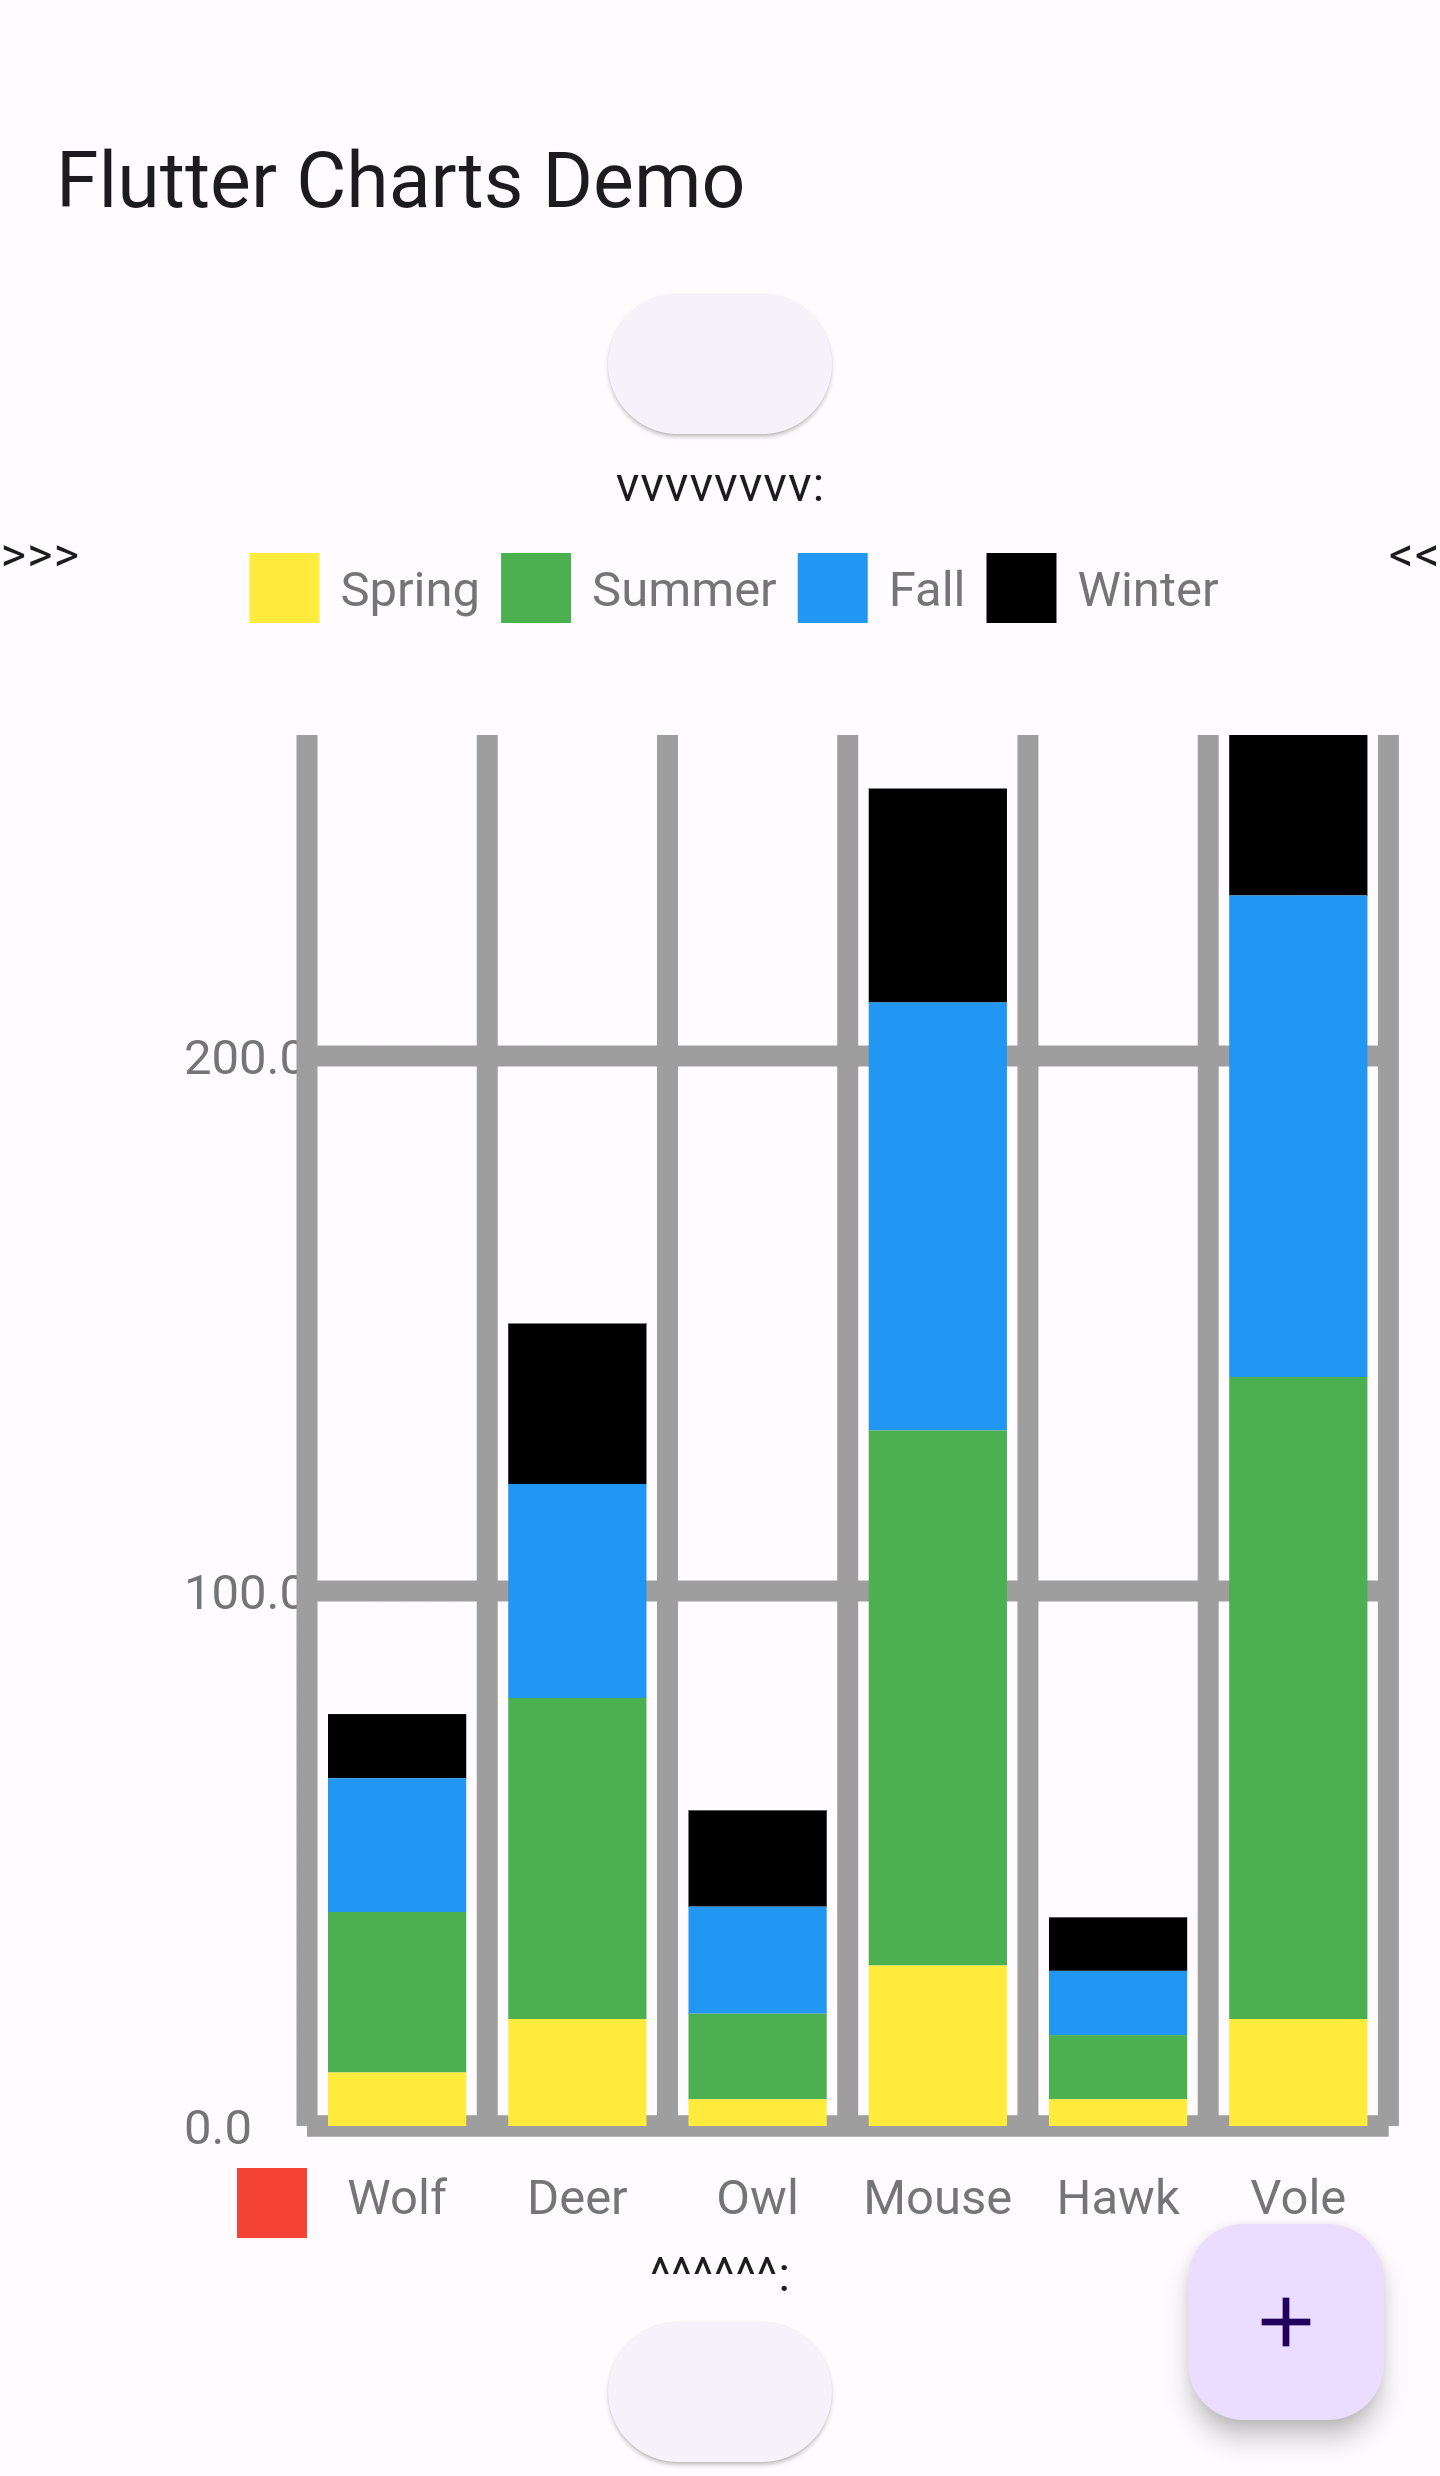 Flutter Charts Demo
vvvvvvvv:
>>> <<
Spring Summer Fall Winter
200.0
100.0
0.0
Wolf Deer Owl Mouse Hawk Vole
^^^^^^:
+